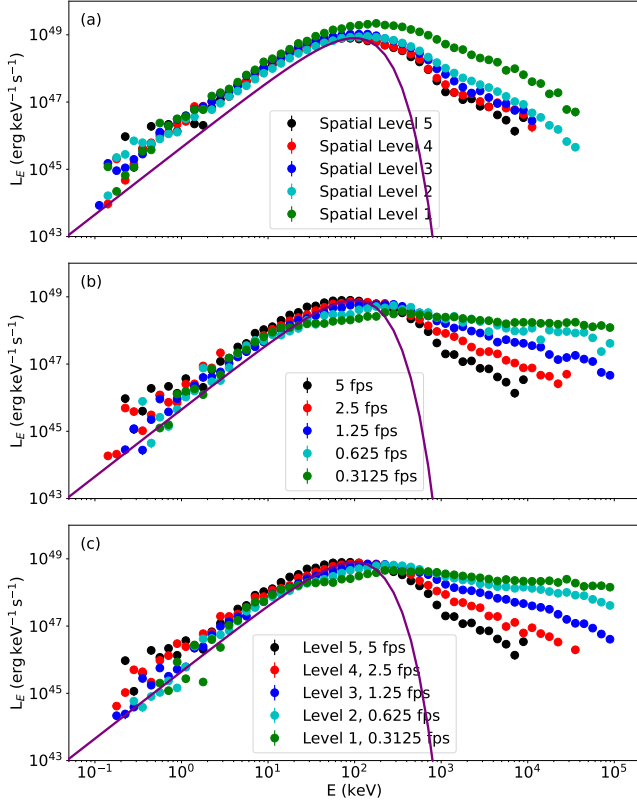 (a)
10^49
10^47
10^45
10^43
L_E (erg keV^−1 s^−1)
Spatial Level 5
Spatial Level 4
Spatial Level 3
Spatial Level 2
Spatial Level 1
(b)
10^49
10^47
10^45
10^43
L_E (erg keV^−1 s^−1)
5 fps
2.5 fps
1.25 fps
0.625 fps
0.3125 fps
(c)
10^49
10^47
10^45
10^43
L_E (erg keV^−1 s^−1)
Level 5, 5 fps
Level 4, 2.5 fps
Level 3, 1.25 fps
Level 2, 0.625 fps
Level 1, 0.3125 fps
10^−1 10^0 10^1 10^2 10^3 10^4 10^5
E (keV)